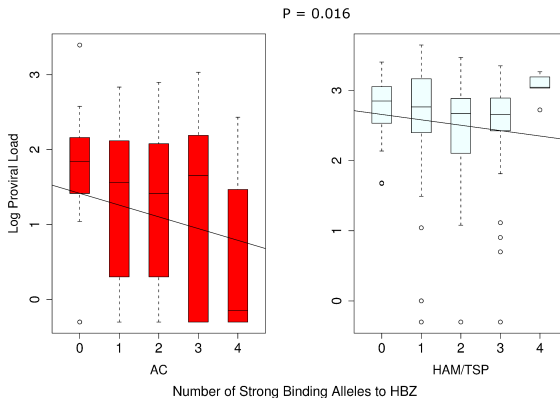 P = 0.016
Log Proviral Load
3
2
1
0
0 1 2 3 4
AC
3
2
1
0
0 1 2 3 4
HAM/TSP
Number of Strong Binding Alleles to HBZ